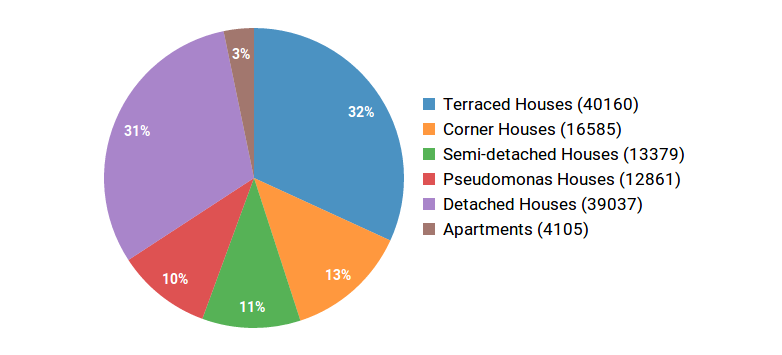 3%
32%
31%
13%
10%
11%
Terraced Houses (40160)
Corner Houses (16585)
Semi-detached Houses (13379)
Pseudomonas Houses (12861)
Detached Houses (39037)
Apartments (4105)